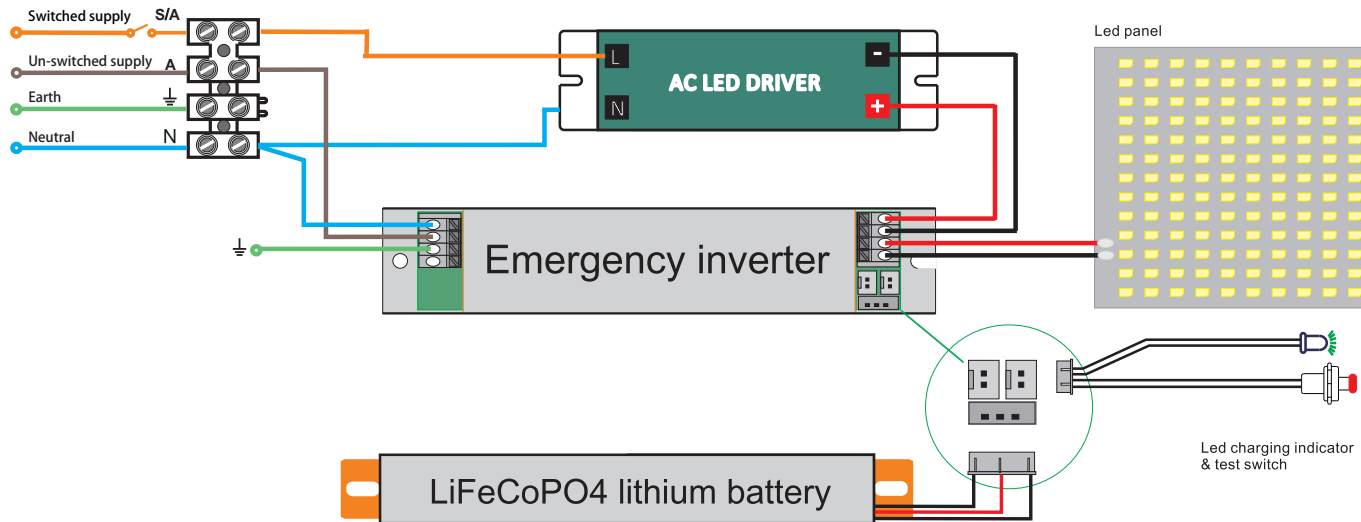 Switched supply
S/A
Un-switched supply
A
Earth
Neutral
N
L
N
AC LED DRIVER
-
+
Led panel
Emergency inverter
Led charging indicator
& test switch
LiFeCoPO4 lithium battery